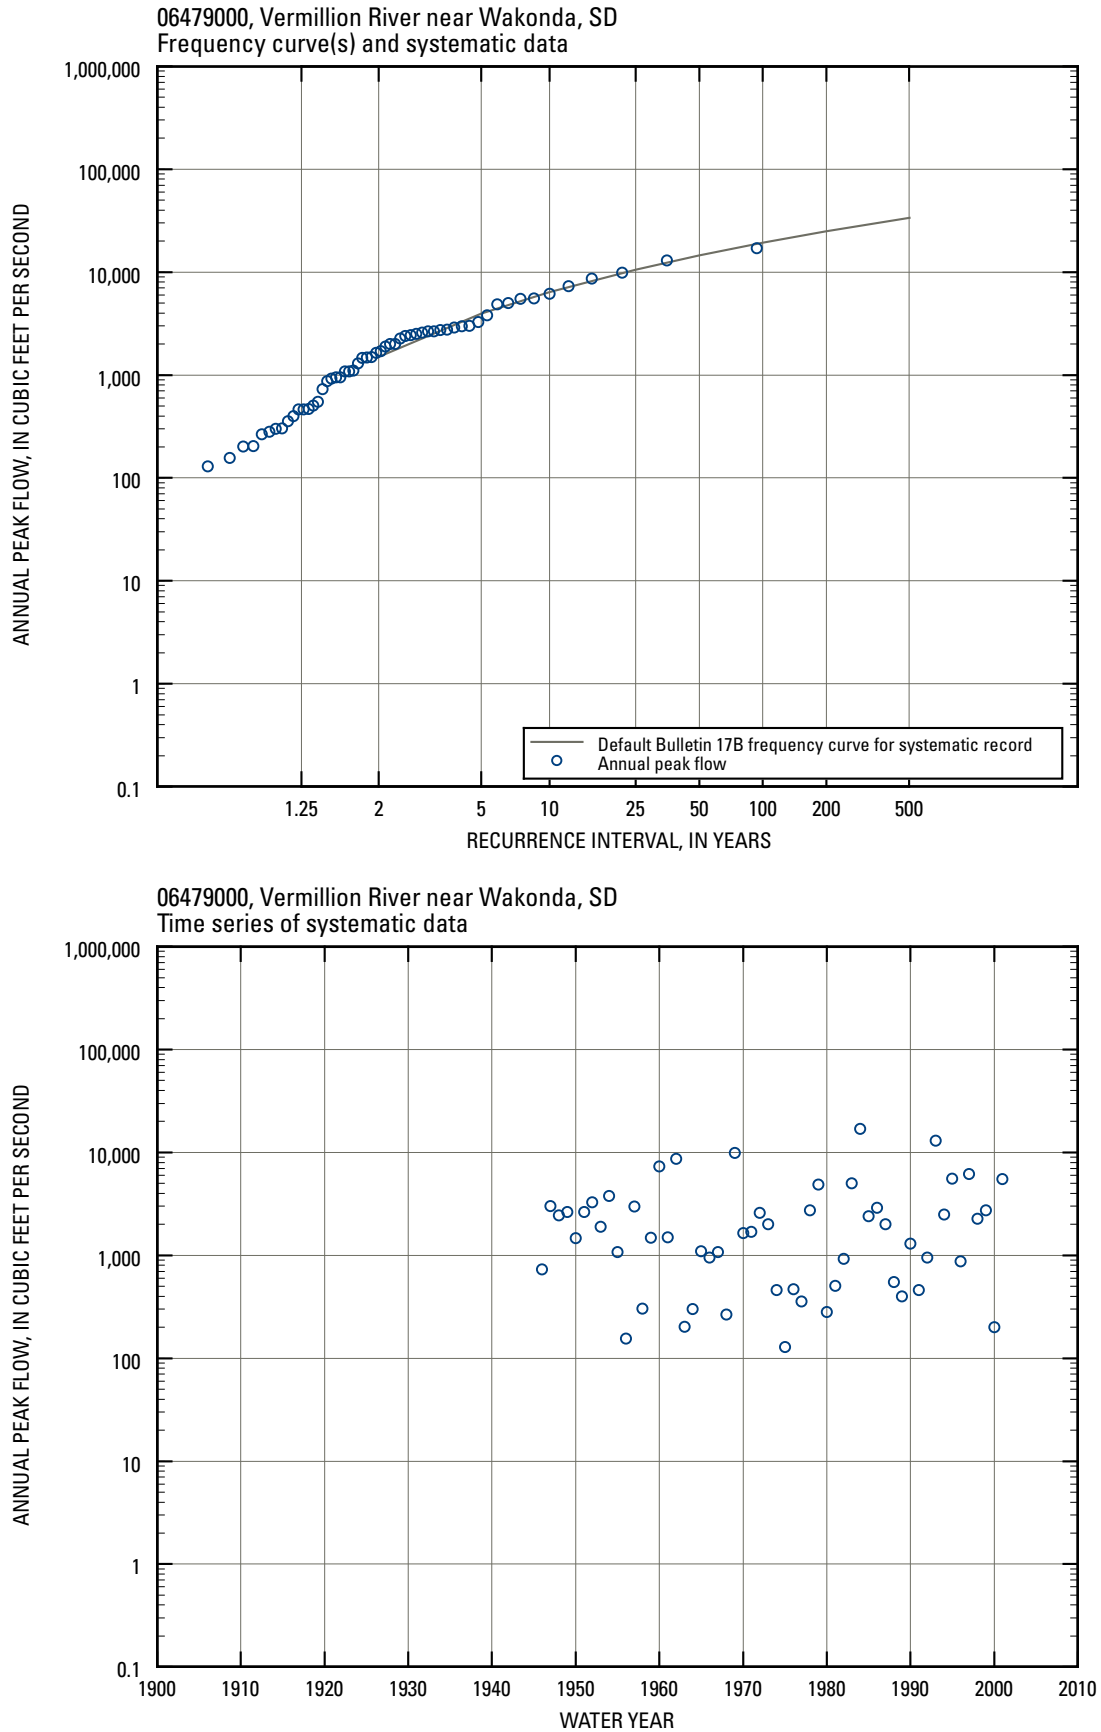 06479000, Vermillion River near Wakonda, SD
Frequency curve(s) and systematic data
1,000,000
100,000
10,000
1,000
100
10
1
0.1
ANNUAL PEAK FLOW, IN CUBIC FEET PER SECOND
Default Bulletin 17B frequency curve for systematic record
Annual peak flow
1.25 2 5 10 25 50 100 200 500
RECURRENCE INTERVAL, IN YEARS
06479000, Vermillion River near Wakonda, SD
Time series of systematic data
1,000,000
100,000
10,000
1,000
100
10
1
0.1
ANNUAL PEAK FLOW, IN CUBIC FEET PER SECOND
1900 1910 1920 1930 1940 1950 1960 1970 1980 1990 2000 2010
WATER YEAR